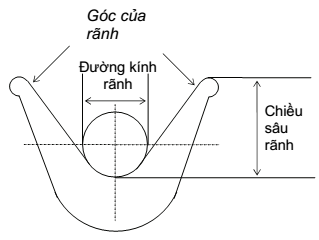 Góc của
rãnh
Đường kính
rãnh
Chiều
sâu
rãnh